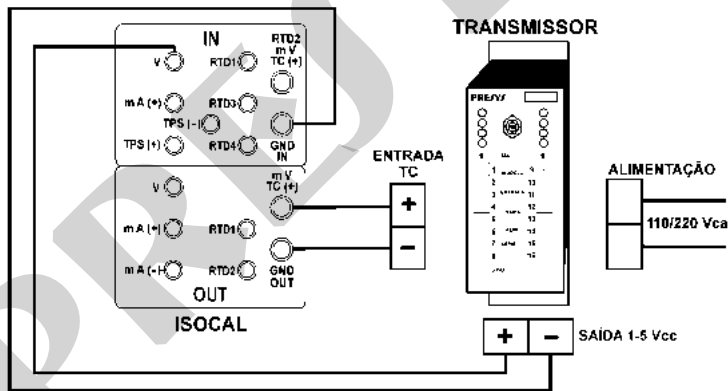 TRANSMISSOR
IN
RTD2
mV
TC (+)
V
RTD1
mA (+)
RTD3
TPS (-)
TPS (+)
RTD4
GND
IN
PRESYS
ENTRADA
TC
+
-
ALIMENTAÇÃO
110/220 Vca
V
mV
TC (+)
mA (+)
RTD1
mA (-)
RTD2
GND
OUT
OUT
ISOCAL
+
-
SAÍDA 1-5 Vcc